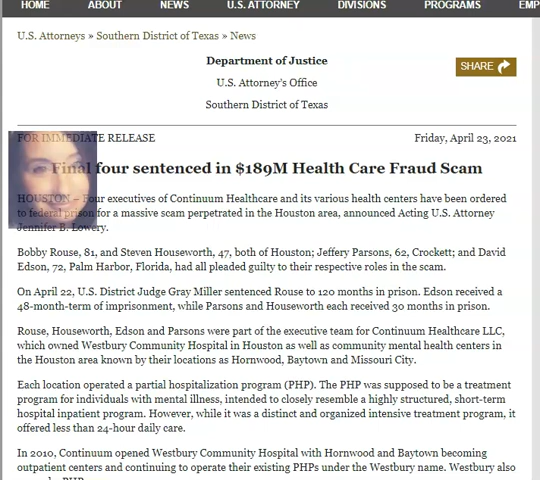 HOME ABOUT NEWS U.S. ATTORNEY DIVISIONS PROGRAMS EMP
U.S. Attorneys » Southern District of Texas » News
Department of Justice
SHARE
U.S. Attorney's Office
Southern District of Texas
FOR IMMEDIATE RELEASE Friday, April 23, 2021
Final four sentenced in $189M Health Care Fraud Scam
HOUSTON – Four executives of Continuum Healthcare and its various health centers have been ordered
to federal prison for a massive scam perpetrated in the Houston area, announced Acting U.S. Attorney
Jennifer B. Lowery.
Bobby Rouse, 81, and Steven Houseworth, 47, both of Houston; Jeffery Parsons, 62, Crockett; and David
Edson, 72, Palm Harbor, Florida, had all pleaded guilty to their respective roles in the scam.
On April 22, U.S. District Judge Gray Miller sentenced Rouse to 120 months in prison. Edson received a
48-month-term of imprisonment, while Parsons and Houseworth each received 30 months in prison.
Rouse, Houseworth, Edson and Parsons were part of the executive team for Continuum Healthcare LLC,
which owned Westbury Community Hospital in Houston as well as community mental health centers in
the Houston area known by their locations as Hornwood, Baytown and Missouri City.
Each location operated a partial hospitalization program (PHP). The PHP was supposed to be a treatment
program for individuals with mental illness, intended to closely resemble a highly structured, short-term
hospital inpatient program. However, while it was a distinct and organized intensive treatment program, it
offered less than 24-hour daily care.
In 2010, Continuum opened Westbury Community Hospital with Hornwood and Baytown becoming
outpatient centers and continuing to operate their existing PHPs under the Westbury name. Westbury also